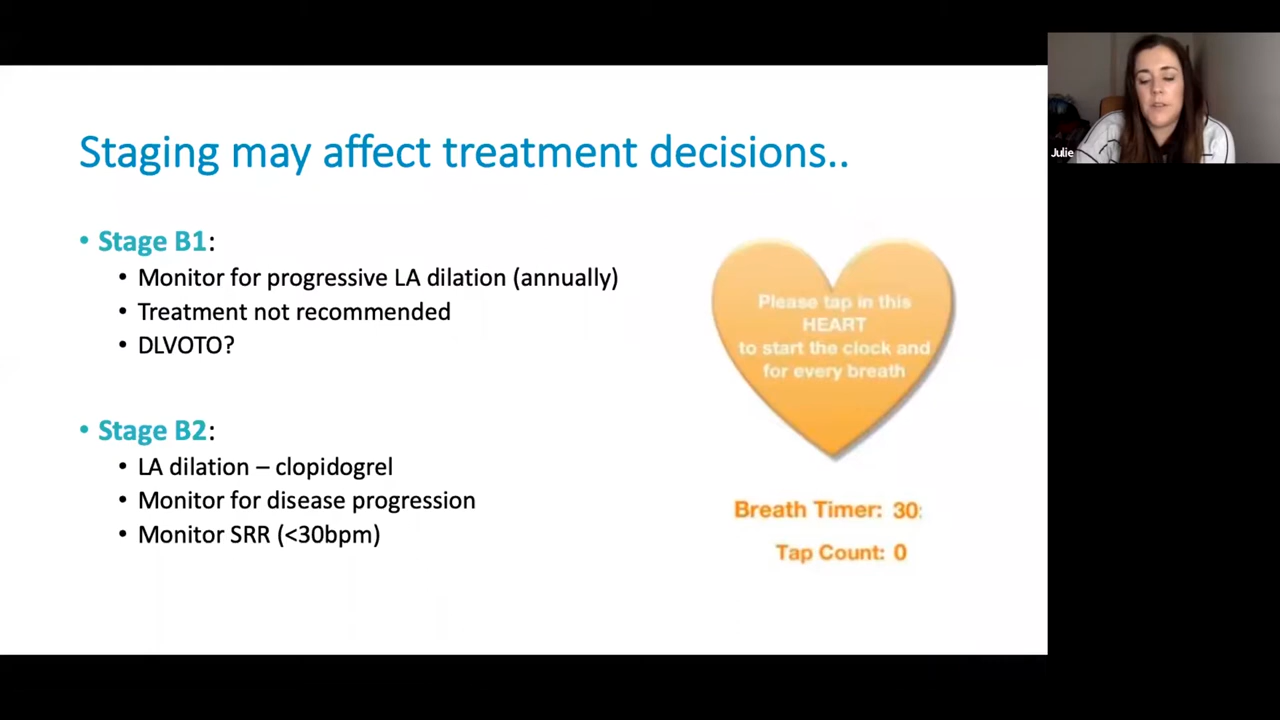 Staging may affect treatment decisions..
• Stage B1:
• Monitor for progressive LA dilation (annually)
• Treatment not recommended
• DLVOTO?
• Stage B2:
• LA dilation – clopidogrel
• Monitor for disease progression
• Monitor SRR (<30bpm)
Please tap in this
HEART
to start the clock and
for every breath
Breath Timer: 30:
Tap Count: 0
Julie